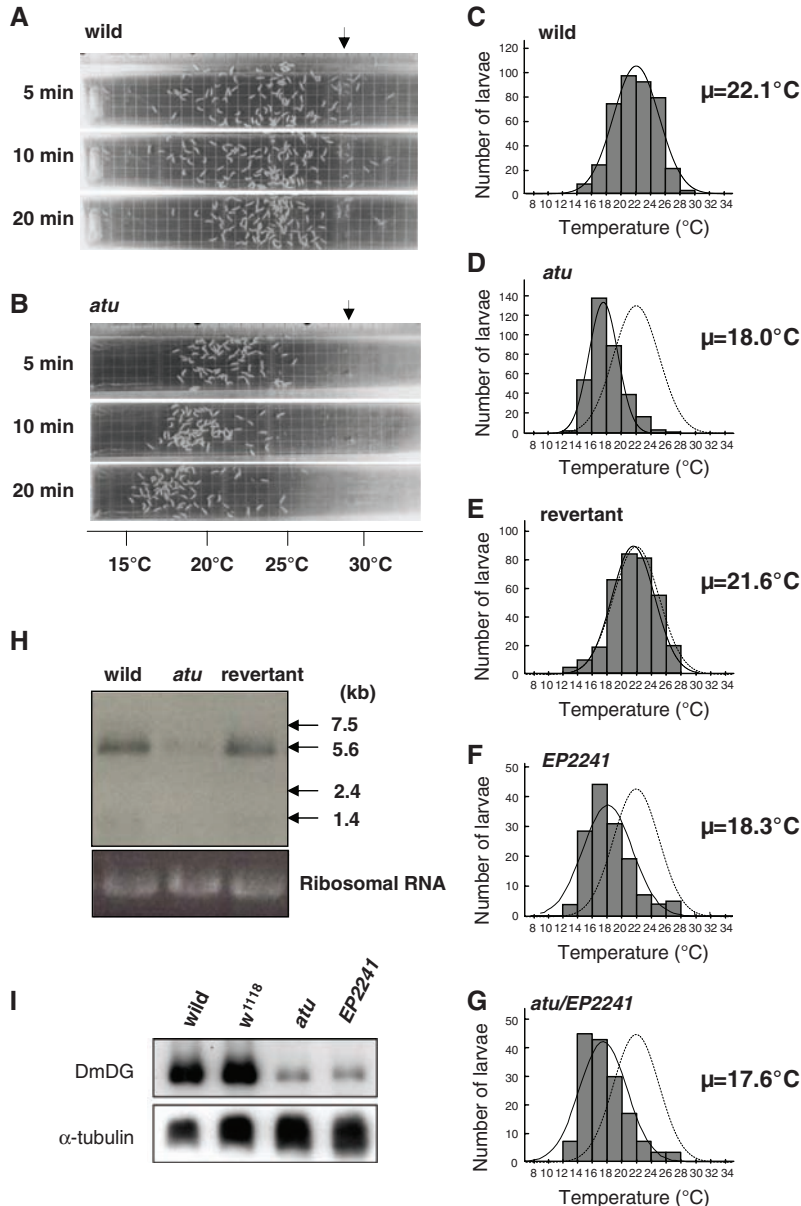 A
wild
5 min
10 min
20 min
B
atu
5 min
10 min
20 min
15°C 20°C 25°C 30°C
H
wild atu revertant
(kb)
7.5
5.6
2.4
1.4
Ribosomal RNA
I
wild w1118 atu EP2241
DmDG
α-tubulin
C
wild
Number of larvae
120
100
80
60
40
20
0
8 10 12 14 16 18 20 22 24 26 28 30 32 34
Temperature (°C)
μ=22.1°C
D
atu
Number of larvae
140
120
100
80
60
40
20
0
8 10 12 14 16 18 20 22 24 26 28 30 32 34
Temperature (°C)
μ=18.0°C
E
revertant
Number of larvae
100
80
60
40
20
0
8 10 12 14 16 18 20 22 24 26 28 30 32 34
Temperature (°C)
μ=21.6°C
F
EP2241
Number of larvae
50
40
30
20
10
0
8 10 12 14 16 18 20 22 24 26 28 30 32 34
Temperature (°C)
μ=18.3°C
G
atu/EP2241
Number of larvae
50
40
30
20
10
0
8 10 12 14 16 18 20 22 24 26 28 30 32 34
Temperature (°C)
μ=17.6°C